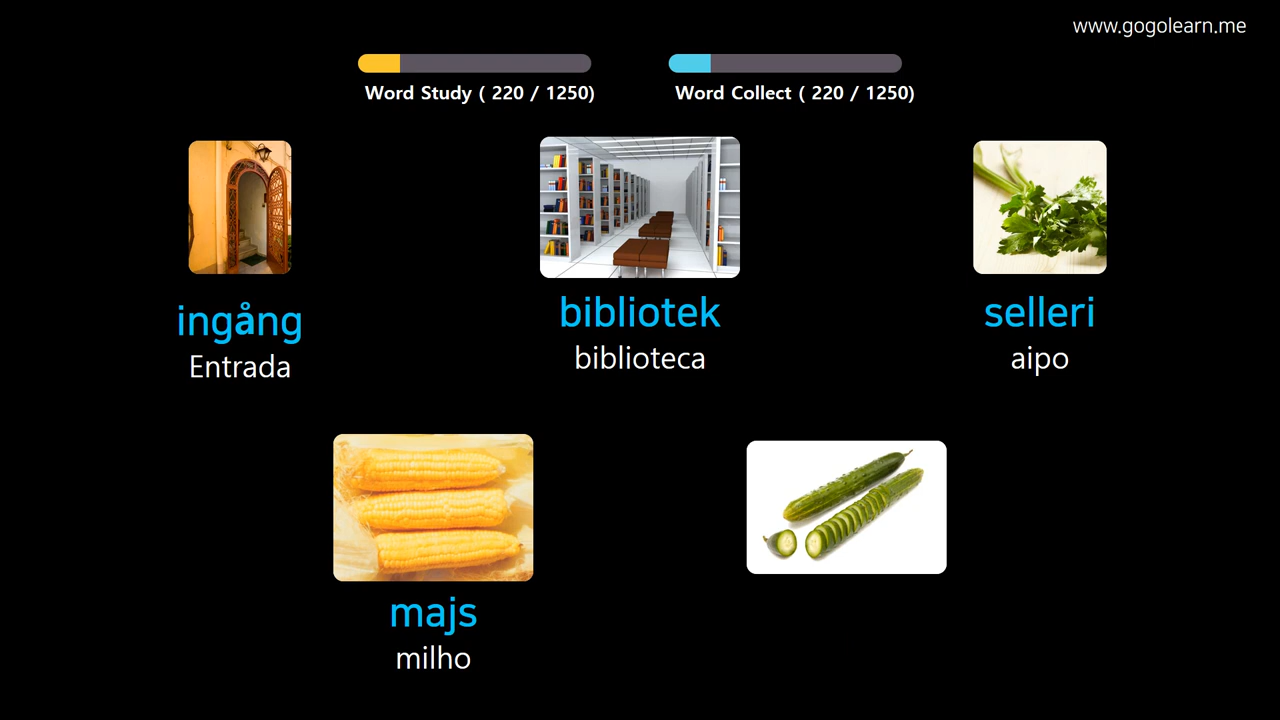 www.gogolearn.me
Word Study ( 220 / 1250)
Word Collect ( 220 / 1250)
ingång
Entrada
bibliotek
biblioteca
selleri
aipo
majs
milho